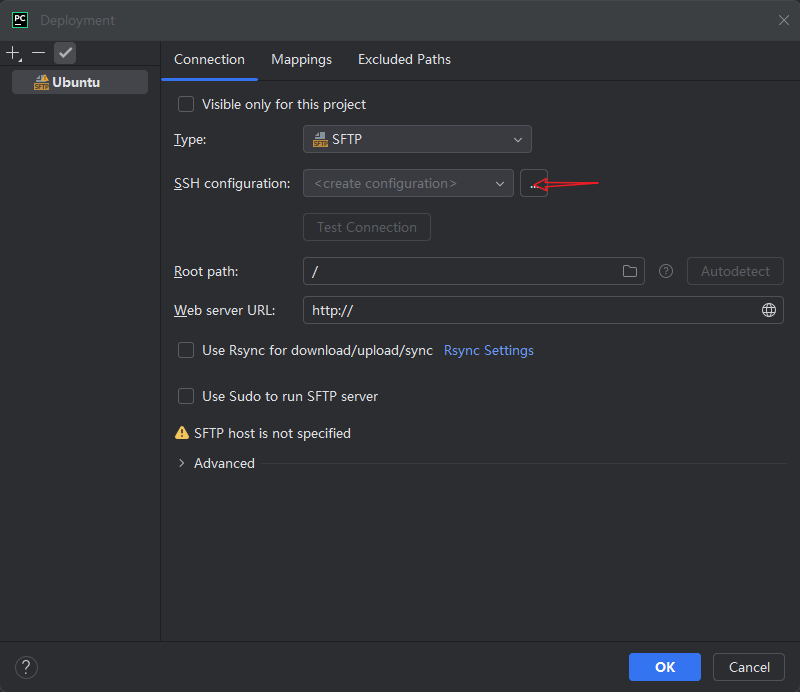 PC Deployment
Ubuntu
Connection Mappings Excluded Paths
Visible only for this project
Type: SFTP SFTP
SSH configuration: <create configuration> ...
Test Connection
Root path: / ? Autodetect
Web server URL: http://
Use Rsync for download/upload/sync Rsync Settings
Use Sudo to run SFTP server
SFTP host is not specified
Advanced
? OK Cancel